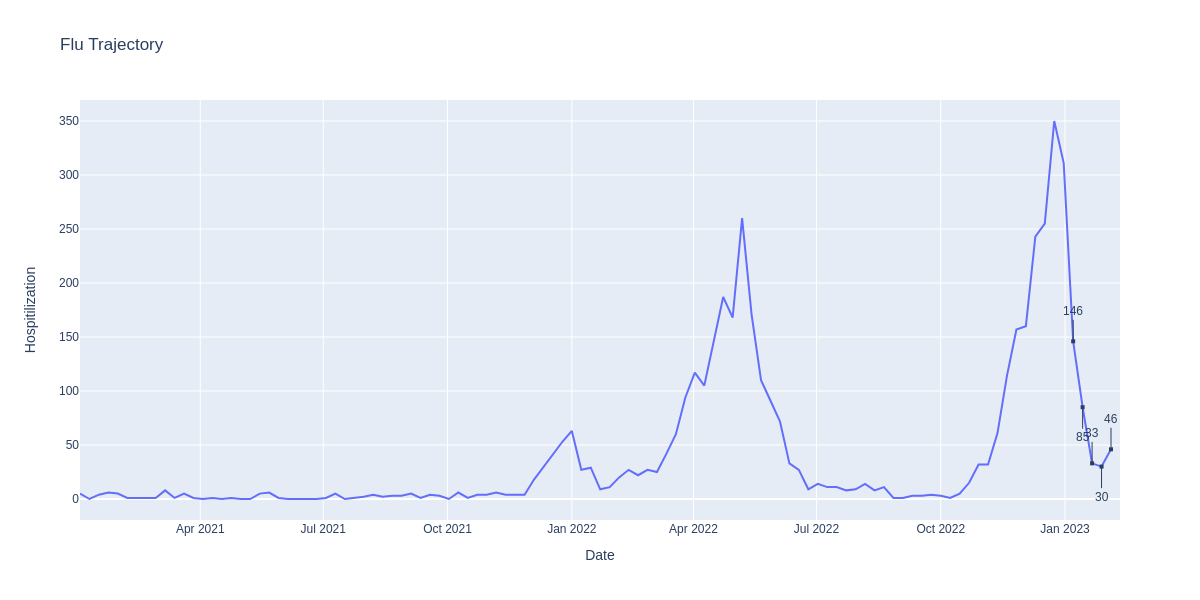 Flu Trajectory
Hospitilization
350
300
250
200
150
100
50
0
146
85
33
30
46
Apr 2021
Jul 2021
Oct 2021
Jan 2022
Apr 2022
Jul 2022
Oct 2022
Jan 2023
Date